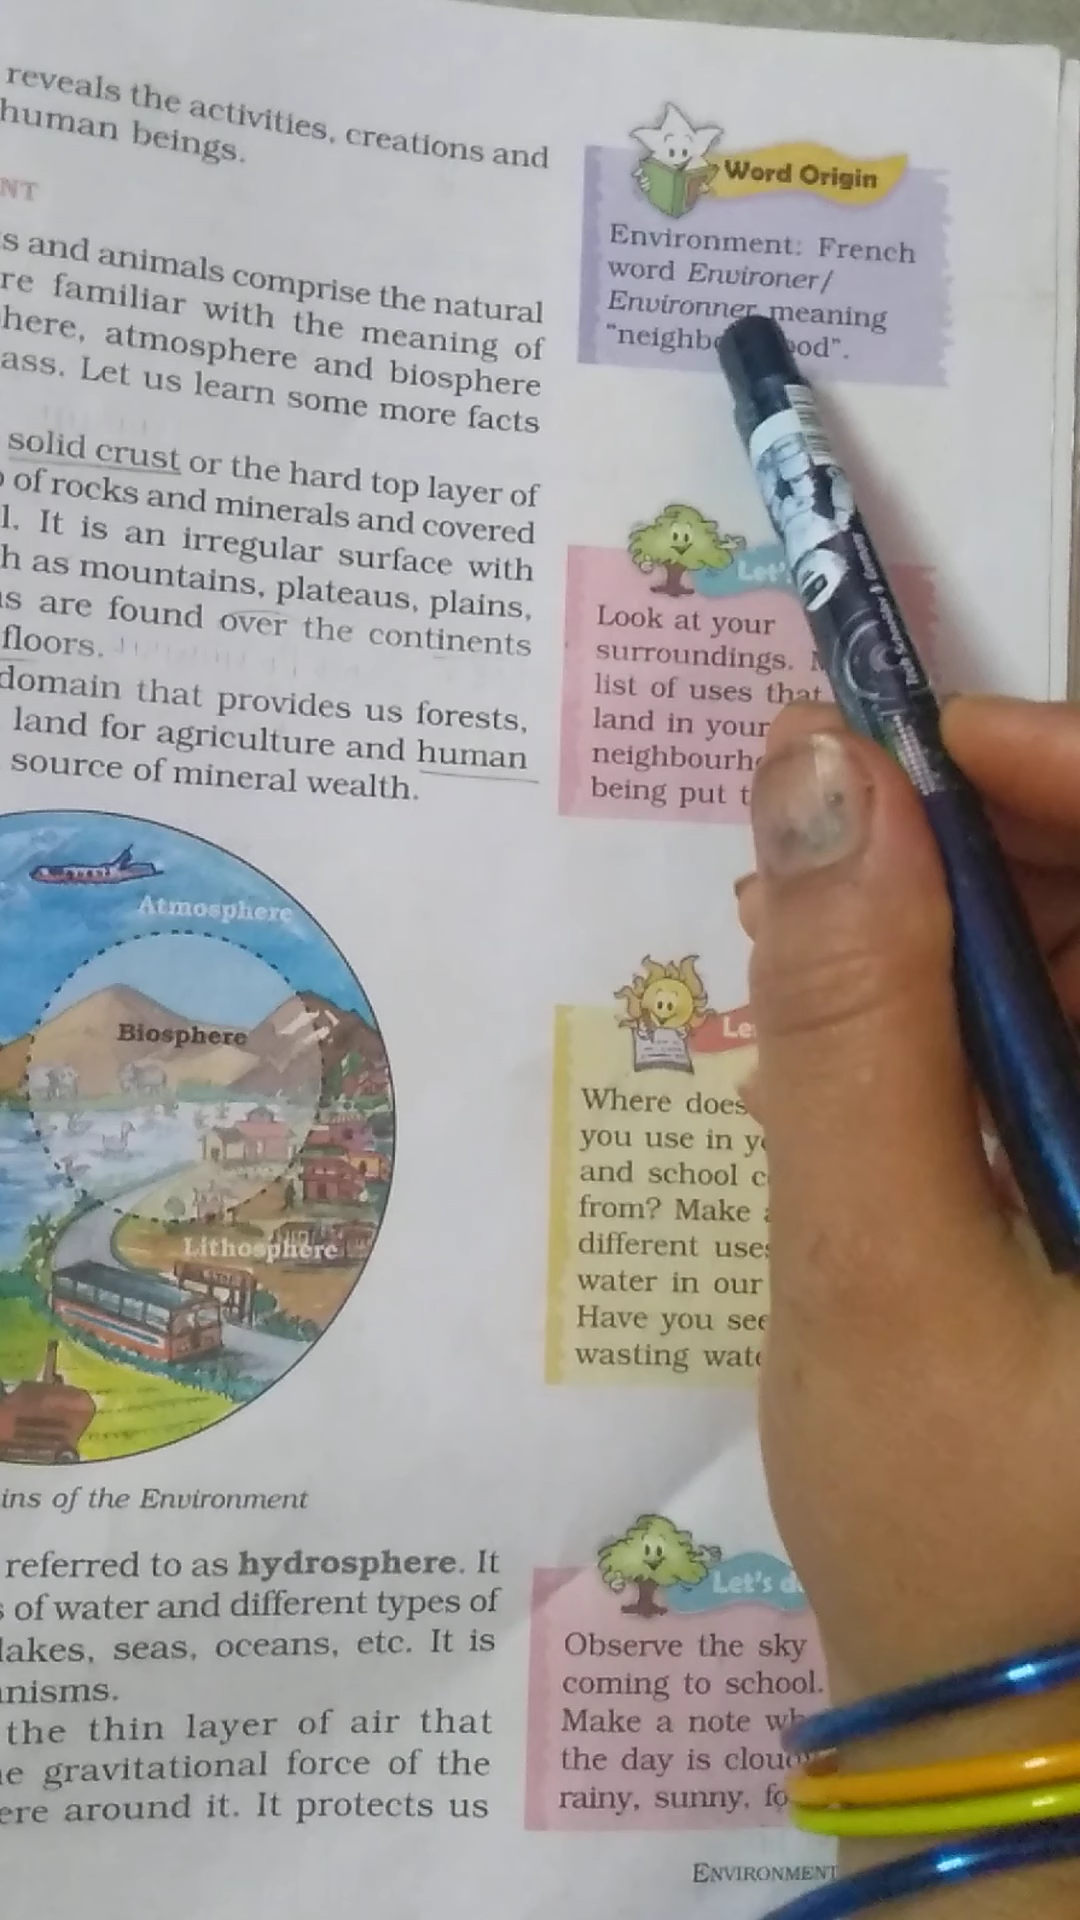 reveals the activities, creations and
human beings.
NT
s and animals comprise the natural
re familiar with the meaning of
here, atmosphere and biosphere
ass. Let us learn some more facts
solid crust or the hard top layer of
of rocks and minerals and covered
l. It is an irregular surface with
h as mountains, plateaus, plains,
s are found over the continents
floors.
domain that provides us forests,
land for agriculture and human
source of mineral wealth.
Atmosphere
Biosphere
Lithosphere
ins of the Environment
referred to as hydrosphere. It
s of water and different types of
lakes, seas, oceans, etc. It is
nisms.
the thin layer of air that
e gravitational force of the
ere around it. It protects us
Word Origin
Environment: French
word Environer/
Environner meaning
Let's
Look at your
surroundings.
list of uses that
land in your
being put
Where does
you use in
and school
from? Make
different uses
water in our
Have you
wasting
Let's
Observe the sky
coming to school.
Make a note
the day is
rainy, sunny,
ENVIRONMENT